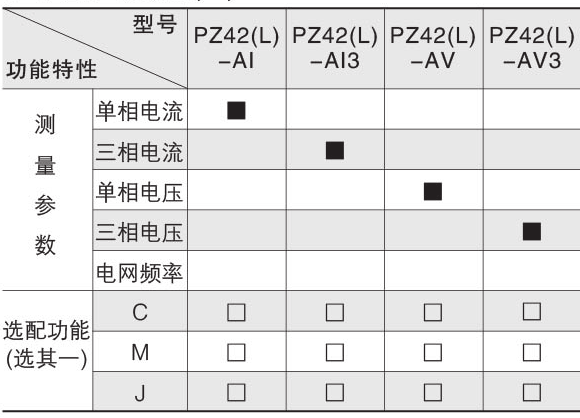 型号
功能特性
PZ42(L)
-AI
PZ42(L)
-AI3
PZ42(L)
-AV
PZ42(L)
-AV3
测量参数
单相电流 ■
三相电流 ■
单相电压 ■
三相电压 ■
电网频率
选配功能
(选其一)
C □ □ □ □
M □ □ □ □
J □ □ □ □